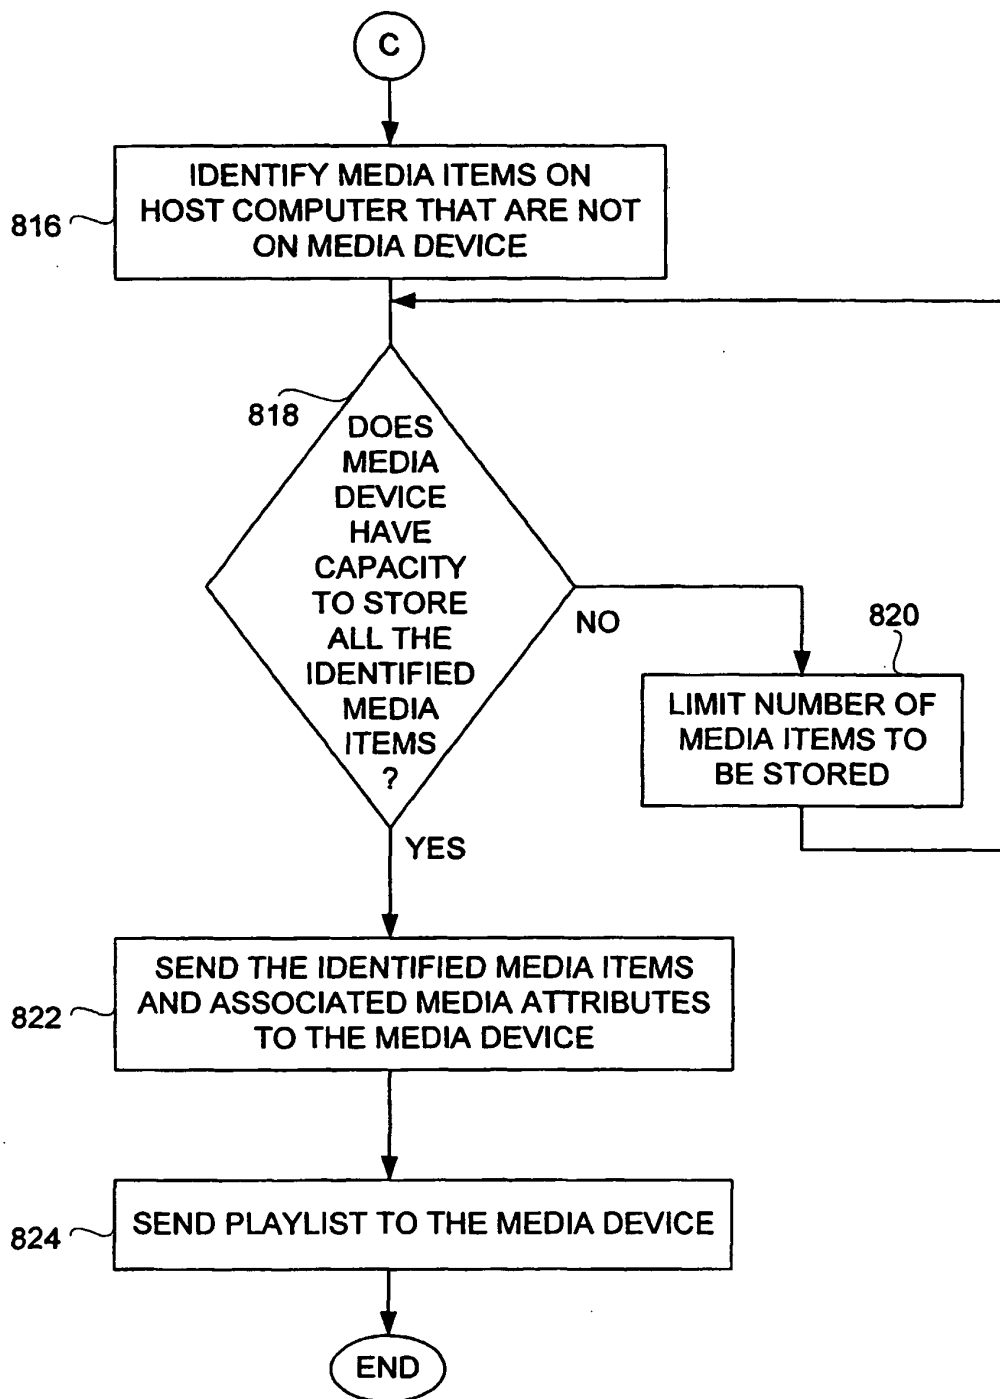 C
IDENTIFY MEDIA ITEMS ON
HOST COMPUTER THAT ARE NOT
ON MEDIA DEVICE
816
818
DOES
MEDIA
DEVICE
HAVE
CAPACITY
TO STORE
ALL THE
IDENTIFIED
MEDIA
ITEMS
?
NO
820
LIMIT NUMBER OF
MEDIA ITEMS TO
BE STORED
YES
SEND THE IDENTIFIED MEDIA ITEMS
AND ASSOCIATED MEDIA ATTRIBUTES
TO THE MEDIA DEVICE
822
SEND PLAYLIST TO THE MEDIA DEVICE
824
END